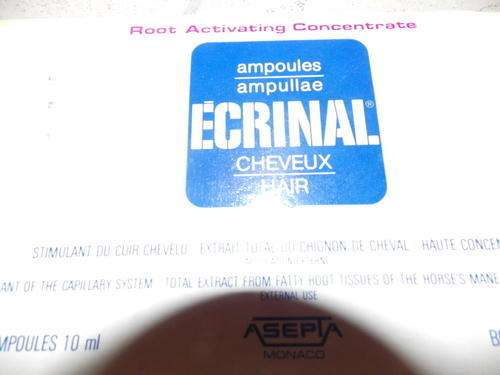 Root Activating Concentrate
ampoules
ampullae
ÉCRINAL®
CHEVEUX
HAIR
STIMULANT DU CUIR CHEVELU EXTRAIT TOTAL DU CHIGNON DE CHEVAL HAUTE CONCEN
ANT OF THE CAPILLARY SYSTEM TOTAL EXTRACT FROM FATTY ROOT TISSUES OF THE HORSE'S MANE
EXTERNAL USE
MPOULES 10 ml
ASEPTA
MONACO